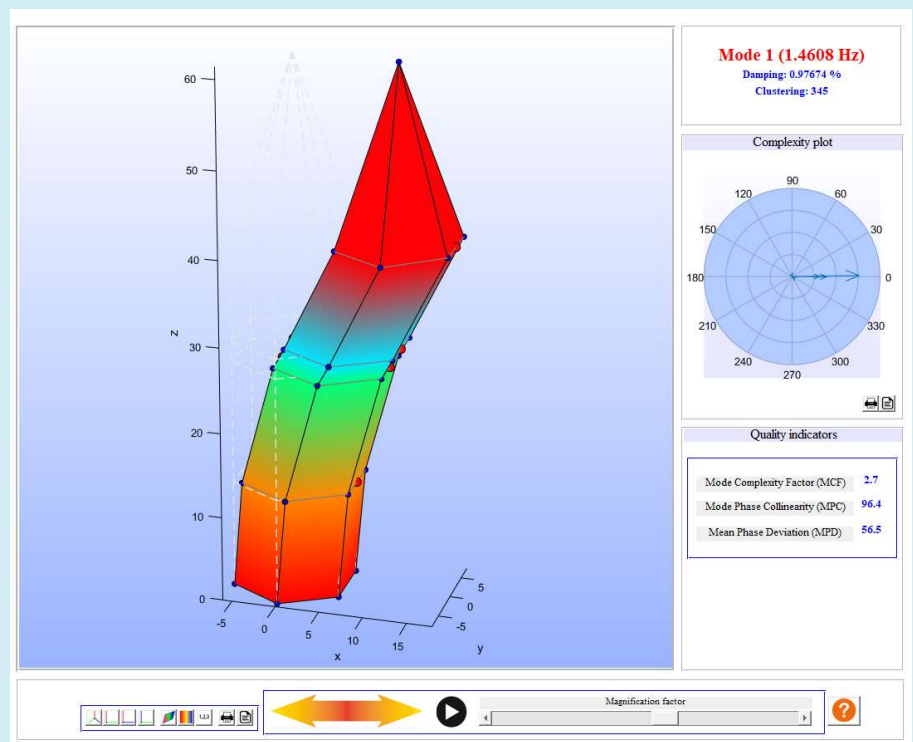 Mode 1 (1.4608 Hz)
Damping: 0.97674 %
Clustering: 345
60
50
40
30
20
10
0
z
-5
0
5
10
15
x
5
0
-5
y
Complexity plot
90
120
60
150
30
180
0
210
330
240
300
270
Quality indicators
Mode Complexity Factor (MCF) 2.7
Mode Phase Collinearity (MPC) 96.4
Mean Phase Deviation (MPD) 56.5
Magnification factor
?